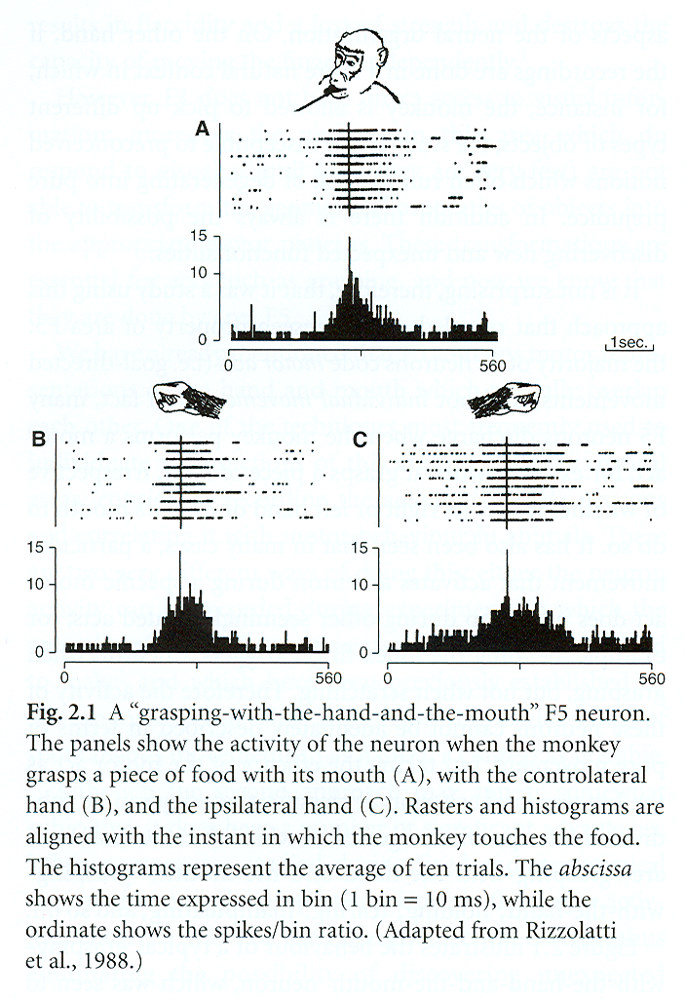 A
15
10
0
0
560
1sec.
B
C
15
10
0
0
560
15
10
0
0
560
Fig. 2.1 A “grasping-with-the-hand-and-the-mouth” F5 neuron.
The panels show the activity of the neuron when the monkey
grasps a piece of food with its mouth (A), with the controlateral
hand (B), and the ipsilateral hand (C). Rasters and histograms are
aligned with the instant in which the monkey touches the food.
The histograms represent the average of ten trials. The abscissa
shows the time expressed in bin (1 bin = 10 ms), while the
ordinate shows the spikes/bin ratio. (Adapted from Rizzolatti
et al., 1988.)